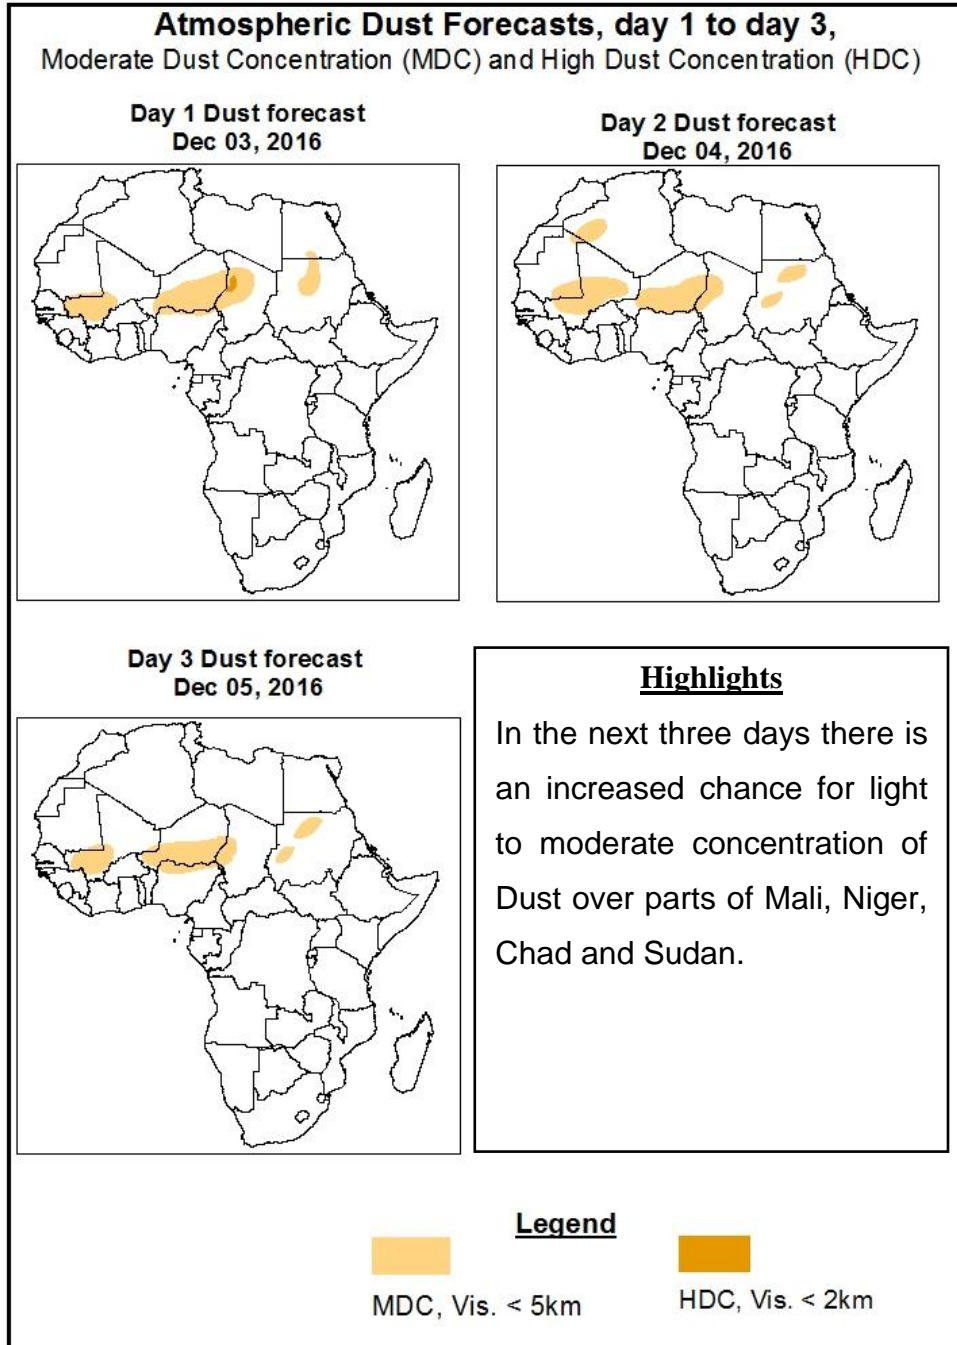 Atmospheric Dust Forecasts, day 1 to day 3,
Moderate Dust Concentration (MDC) and High Dust Concentration (HDC)
Day 1 Dust forecast
Dec 03, 2016
Day 2 Dust forecast
Dec 04, 2016
Day 3 Dust forecast
Dec 05, 2016
Highlights
In the next three days there is
an increased chance for light
to moderate concentration of
Dust over parts of Mali, Niger,
Chad and Sudan.
Legend
MDC, Vis. < 5km
HDC, Vis. < 2km